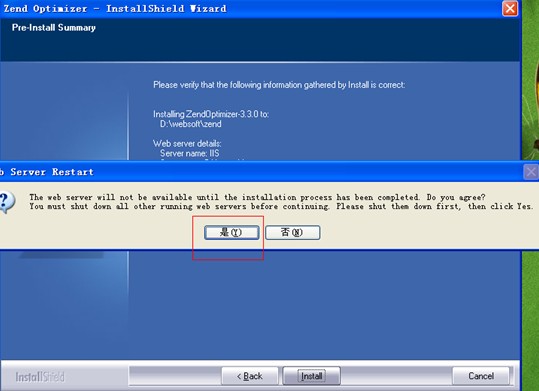 Zend Optimizer - InstallShield Wizard
Pre-Install Summary
Please verify that the following information gathered by Install is correct:
Installing ZendOptimizer-3.3.0 to:
D:\websoft\zend
Web server details:
Server name: IIS
b Server Restart
The web server will not be available until the installation process has been completed. Do you agree?
You must shut down all other running web servers before continuing. Please shut them down first, then click Yes.
是(Y) 否(N)
InstallShield
< Back Install Cancel